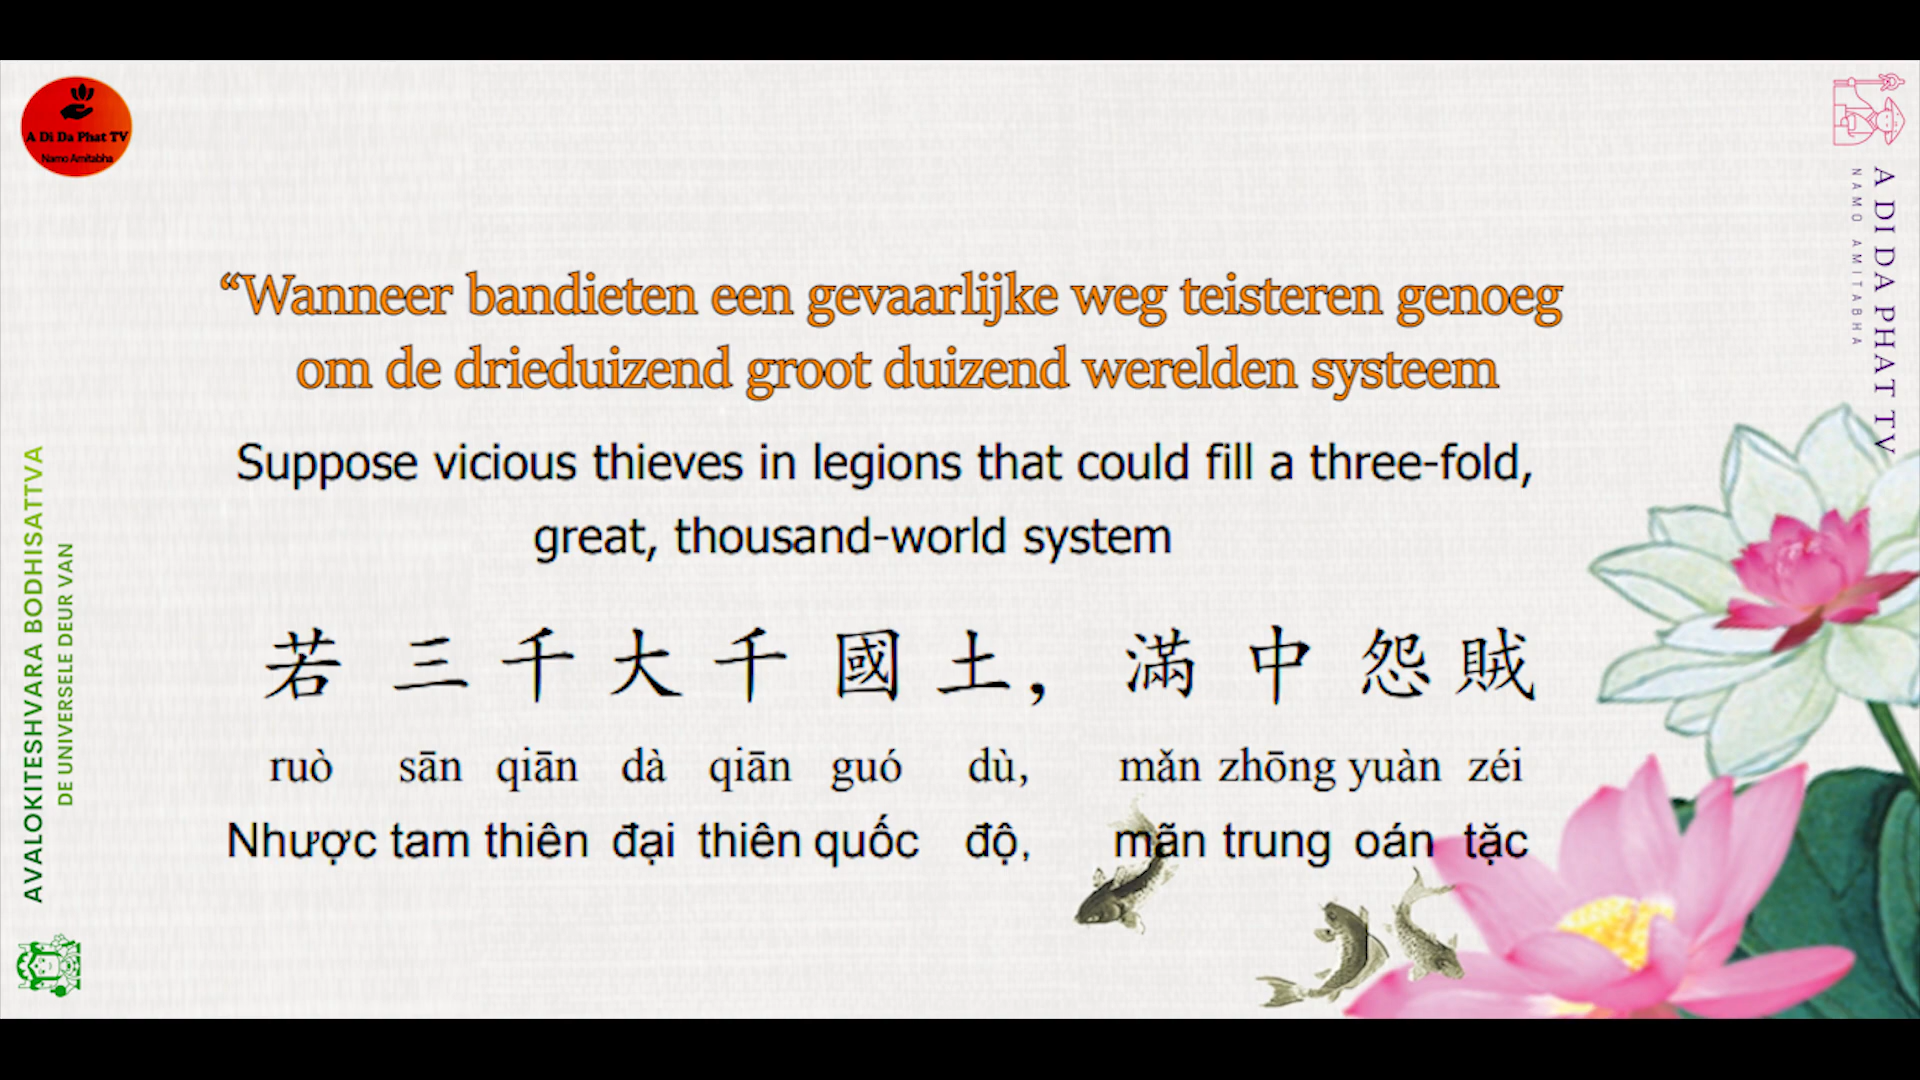 A Di Da Phat TV
Namo Amitabha
A DI DA PHAT TV
NAMO AMITABHA
“Wanneer bandieten een gevaarlijke weg teisteren genoeg
om de drieduizend groot duizend werelden systeem
Suppose vicious thieves in legions that could fill a three-fold,
great, thousand-world system
若三千大千國土，滿中怨賊
ruò sān qiān dà qiān guó dù, mǎn zhōng yuàn zéi
Nhược tam thiên đại thiên quốc độ, mãn trung oán tặc
AVALOKITESHVARA BODHISATTVA
DE UNIVERSELE DEUR VAN